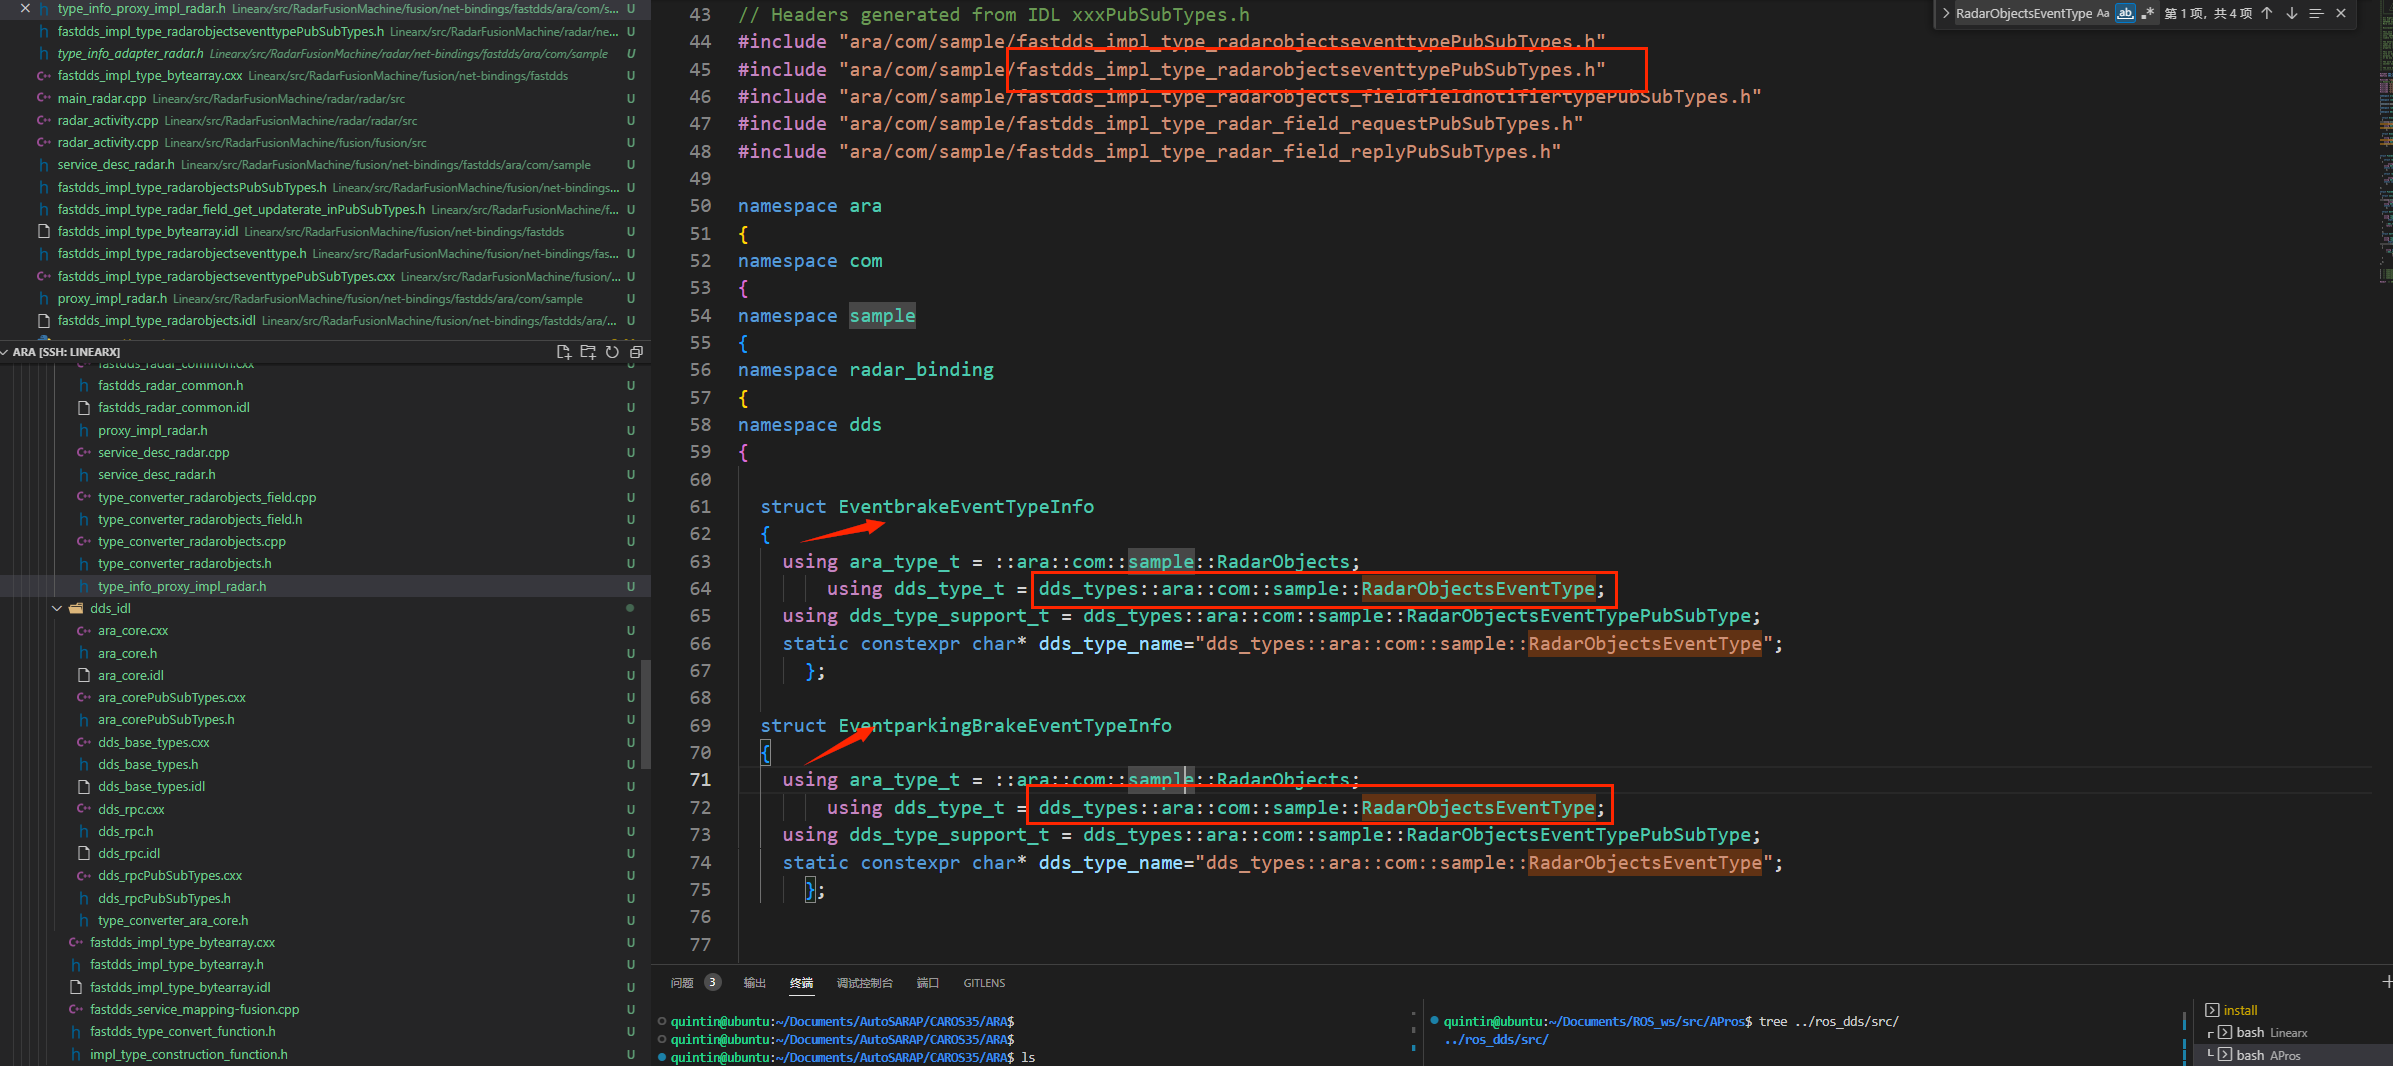 type_info_proxy_impl_radar.h Linearx/src/RadarFusionMachine/fusion/net-bindings/fastdds/ara/com/s... U
fastdds_impl_type_radarobjectseventtypePubSubTypes.h Linearx/src/RadarFusionMachine/radar/ne... U
type_info_adapter_radar.h Linearx/src/RadarFusionMachine/radar/net-bindings/fastdds/ara/com/sample U
fastdds_impl_type_bytearray.cxx Linearx/src/RadarFusionMachine/fusion/net-bindings/fastdds U
main_radar.cpp Linearx/src/RadarFusionMachine/radar/radar/src U
radar_activity.cpp Linearx/src/RadarFusionMachine/radar/radar/src U
radar_activity.cpp Linearx/src/RadarFusionMachine/fusion/fusion/src U
service_desc_radar.h Linearx/src/RadarFusionMachine/fusion/net-bindings/fastdds/ara/com/sample U
fastdds_impl_type_radarobjectsPubSubTypes.h Linearx/src/RadarFusionMachine/fusion/net-bindings... U
fastdds_impl_type_radar_field_get_updaterate_inPubSubTypes.h Linearx/src/RadarFusionMachine/f... U
fastdds_impl_type_bytearray.idl Linearx/src/RadarFusionMachine/fusion/net-bindings/fastdds U
fastdds_impl_type_radarobjectseventtype.h Linearx/src/RadarFusionMachine/fusion/net-bindings/fas... U
fastdds_impl_type_radarobjectseventtypePubSubTypes.cxx Linearx/src/RadarFusionMachine/fusion/... U
proxy_impl_radar.h Linearx/src/RadarFusionMachine/fusion/net-bindings/fastdds/ara/com/sample U
fastdds_impl_type_radarobjects.idl Linearx/src/RadarFusionMachine/fusion/net-bindings/fastdds/ara/... U
ARA [SSH: LINEARX]
fastdds_radar_common.cxx U
fastdds_radar_common.h U
fastdds_radar_common.idl U
proxy_impl_radar.h U
service_desc_radar.cpp U
service_desc_radar.h U
type_converter_radarobjects_field.cpp U
type_converter_radarobjects_field.h U
type_converter_radarobjects.cpp U
type_converter_radarobjects.h U
type_info_proxy_impl_radar.h U
dds_idl
ara_core.cxx U
ara_core.h U
ara_core.idl U
ara_corePubSubTypes.cxx U
ara_corePubSubTypes.h U
dds_base_types.cxx U
dds_base_types.h U
dds_base_types.idl U
dds_rpc.cxx U
dds_rpc.h U
dds_rpc.idl U
dds_rpcPubSubTypes.cxx U
dds_rpcPubSubTypes.h U
type_converter_ara_core.h U
fastdds_impl_type_bytearray.cxx U
fastdds_impl_type_bytearray.h U
fastdds_impl_type_bytearray.idl U
fastdds_service_mapping-fusion.cpp U
fastdds_type_convert_function.h U
impl_type_construction_function.h U
RadarObjectsEventType Aa ab .* 第 1 项, 共 4 项
43 // Headers generated from IDL xxxPubSubTypes.h
44 #include "ara/com/sample/fastdds_impl_type_radarobjectseventtypePubSubTypes.h"
45 #include "ara/com/sample/fastdds_impl_type_radarobjectseventtypePubSubTypes.h"
46 #include "ara/com/sample/fastdds_impl_type_radarobjects_fieldfieldnotifiertypePubSubTypes.h"
47 #include "ara/com/sample/fastdds_impl_type_radar_field_requestPubSubTypes.h"
48 #include "ara/com/sample/fastdds_impl_type_radar_field_replyPubSubTypes.h"
49
50 namespace ara
51 {
52 namespace com
53 {
54 namespace sample
55 {
56 namespace radar_binding
57 {
58 namespace dds
59 {
60
61 struct EventbrakeEventTypeInfo
62 {
63 using ara_type_t = ::ara::com::sample::RadarObjects;
64 using dds_type_t = dds_types::ara::com::sample::RadarObjectsEventType;
65 using dds_type_support_t = dds_types::ara::com::sample::RadarObjectsEventTypePubSubType;
66 static constexpr char* dds_type_name="dds_types::ara::com::sample::RadarObjectsEventType";
67 };
68
69 struct EventparkingBrakeEventTypeInfo
70 {
71 using ara_type_t = ::ara::com::sample::RadarObjects;
72 using dds_type_t = dds_types::ara::com::sample::RadarObjectsEventType;
73 using dds_type_support_t = dds_types::ara::com::sample::RadarObjectsEventTypePubSubType;
74 static constexpr char* dds_type_name="dds_types::ara::com::sample::RadarObjectsEventType";
75 };
76
77
问题 3 输出 终端 调试控制台 端口 GITLENS
quintin@ubuntu:~/Documents/AutoSARAP/CAROS35/ARA$
quintin@ubuntu:~/Documents/AutoSARAP/CAROS35/ARA$
quintin@ubuntu:~/Documents/AutoSARAP/CAROS35/ARA$ ls
quintin@ubuntu:~/Documents/ROS_ws/src/APros$ tree ../ros_dds/src/
../ros_dds/src/
install
bash Linearx
bash APros